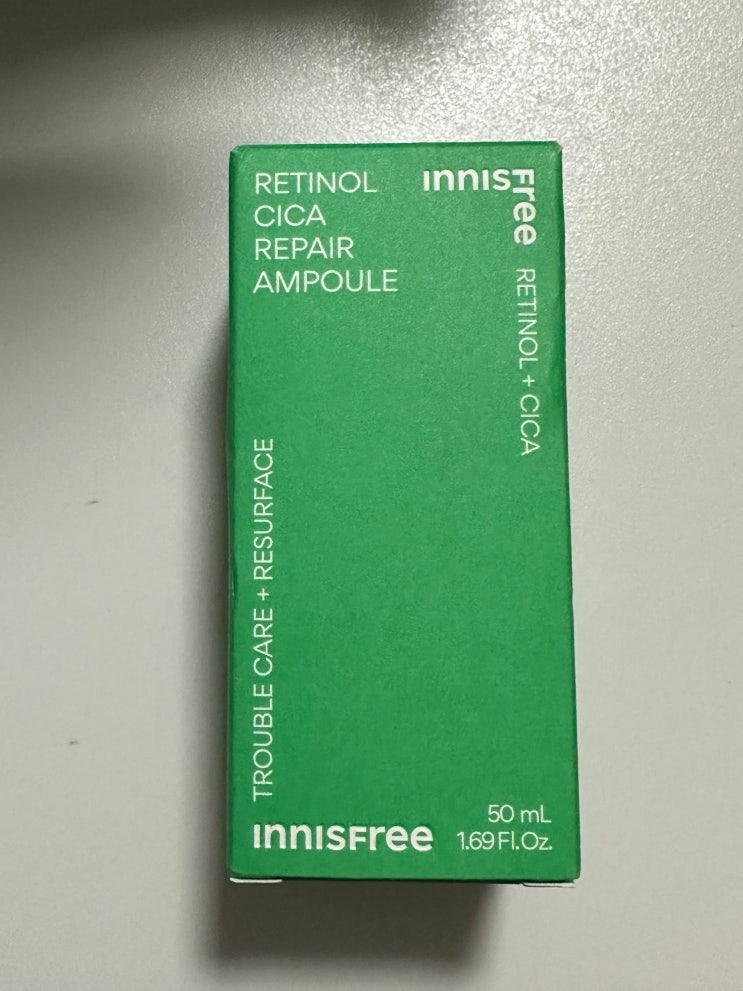 RETINOL
CICA
REPAIR
AMPOULE
INNISFree
RETINOL + CICA
TROUBLE CARE + RESURFACE
INNISFree
50 mL
1.69 Fl. Oz.